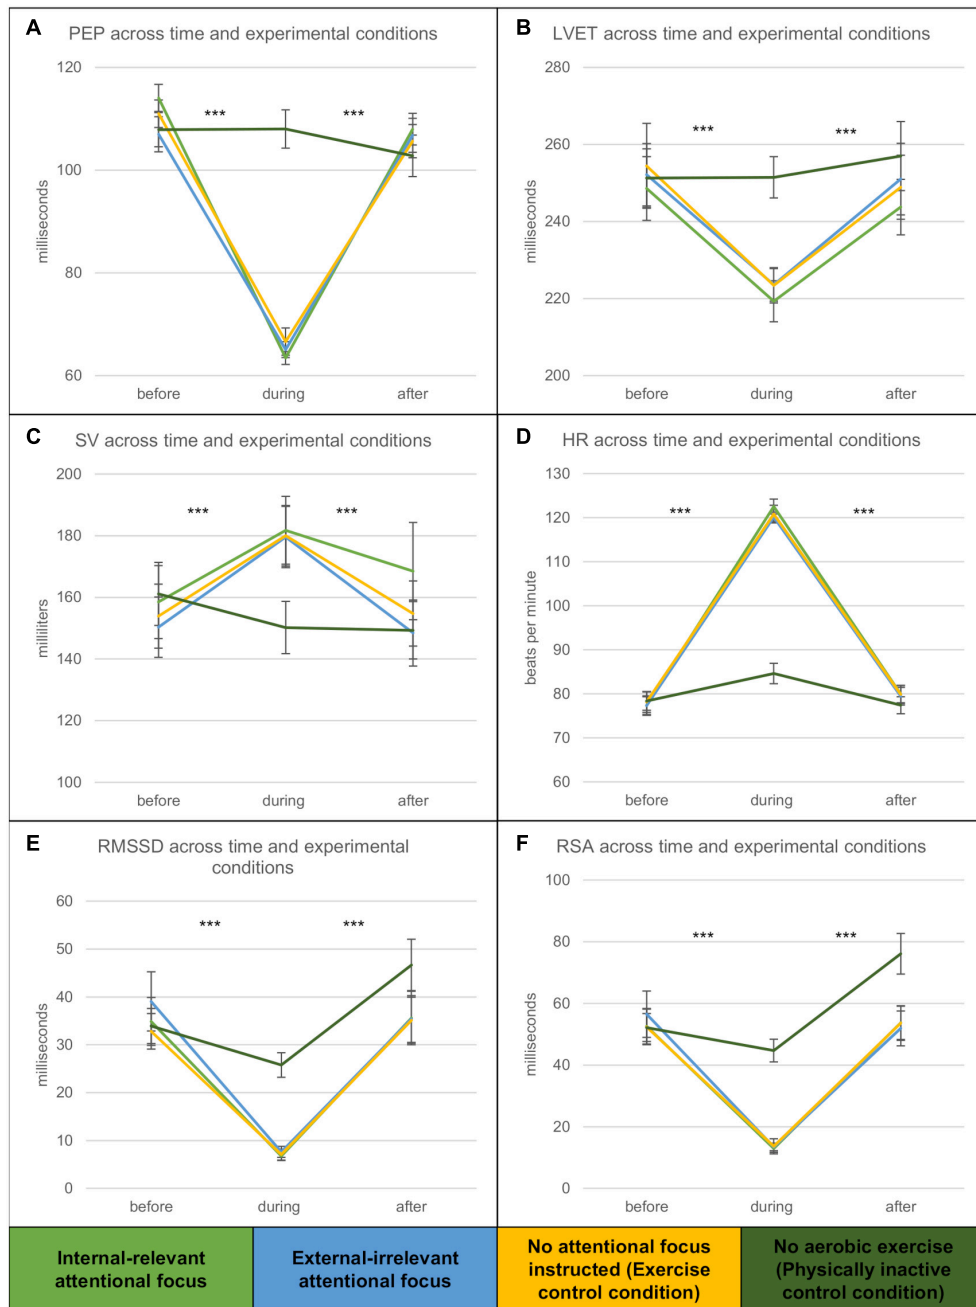 A PEP across time and experimental conditions
120
100
80
60
milliseconds
*** ***
before during after
B LVET across time and experimental conditions
280
260
240
220
200
milliseconds
*** ***
before during after
C SV across time and experimental conditions
200
180
160
140
120
100
milliliters
*** ***
before during after
D HR across time and experimental conditions
130
120
110
100
90
80
70
60
beats per minute
*** ***
before during after
E RMSSD across time and experimental
conditions
60
50
40
30
20
10
0
milliseconds
*** ***
before during after
F RSA across time and experimental conditions
100
80
60
40
20
0
milliseconds
*** ***
before during after
Internal-relevant
attentional focus
External-irrelevant
attentional focus
No attentional focus
instructed (Exercise
control condition)
No aerobic exercise
(Physically inactive
control condition)